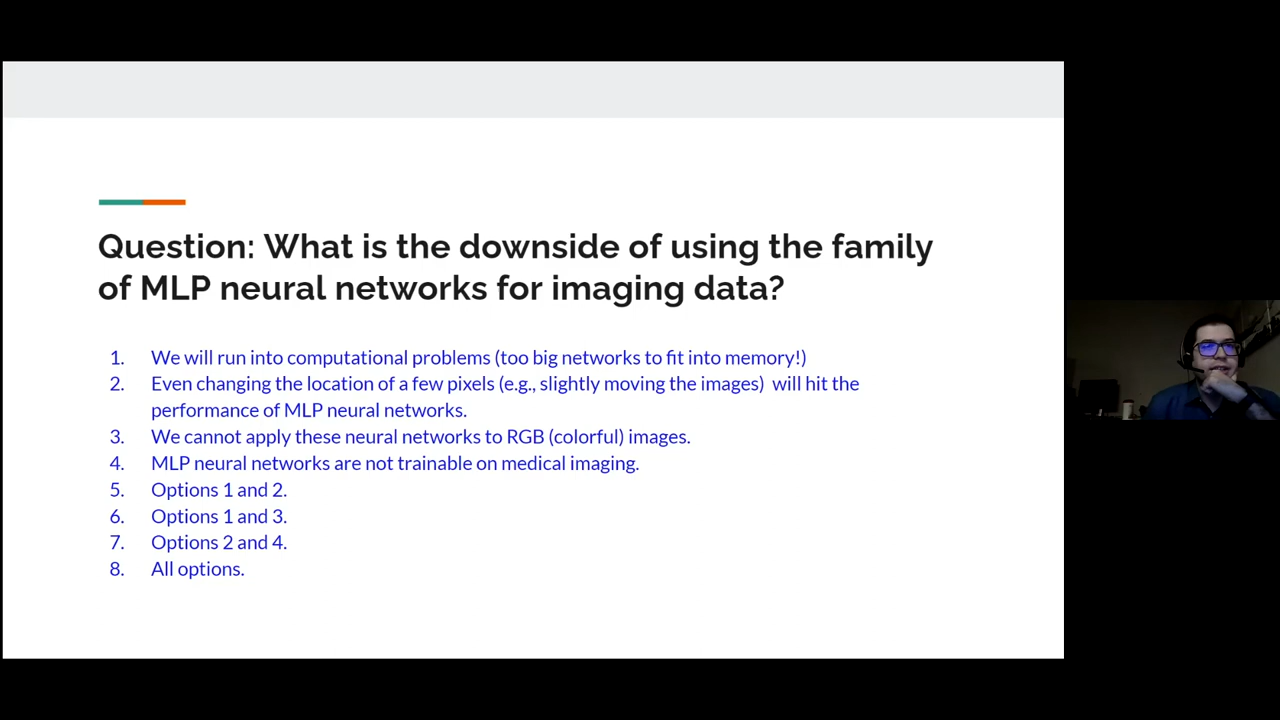 Question: What is the downside of using the family
of MLP neural networks for imaging data?
1. We will run into computational problems (too big networks to fit into memory!)
2. Even changing the location of a few pixels (e.g., slightly moving the images) will hit the
performance of MLP neural networks.
3. We cannot apply these neural networks to RGB (colorful) images.
4. MLP neural networks are not trainable on medical imaging.
5. Options 1 and 2.
6. Options 1 and 3.
7. Options 2 and 4.
8. All options.